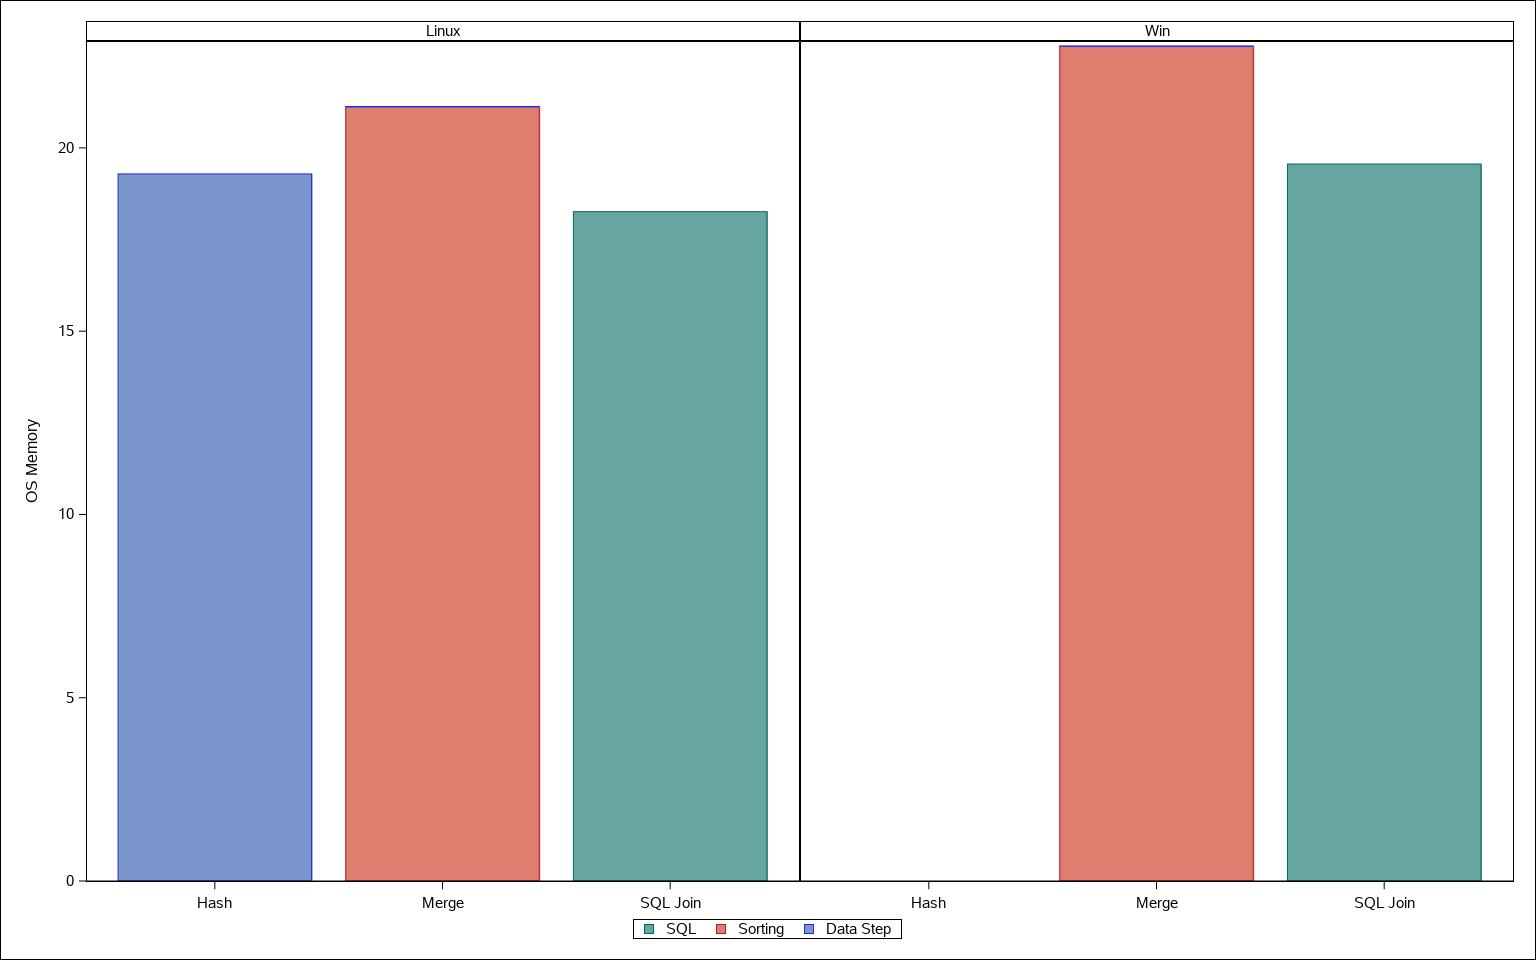 Linux
Win
20
15
10
5
0
OS Memory
Hash
Merge
SQL Join
Hash
Merge
SQL Join
SQL
Sorting
Data Step